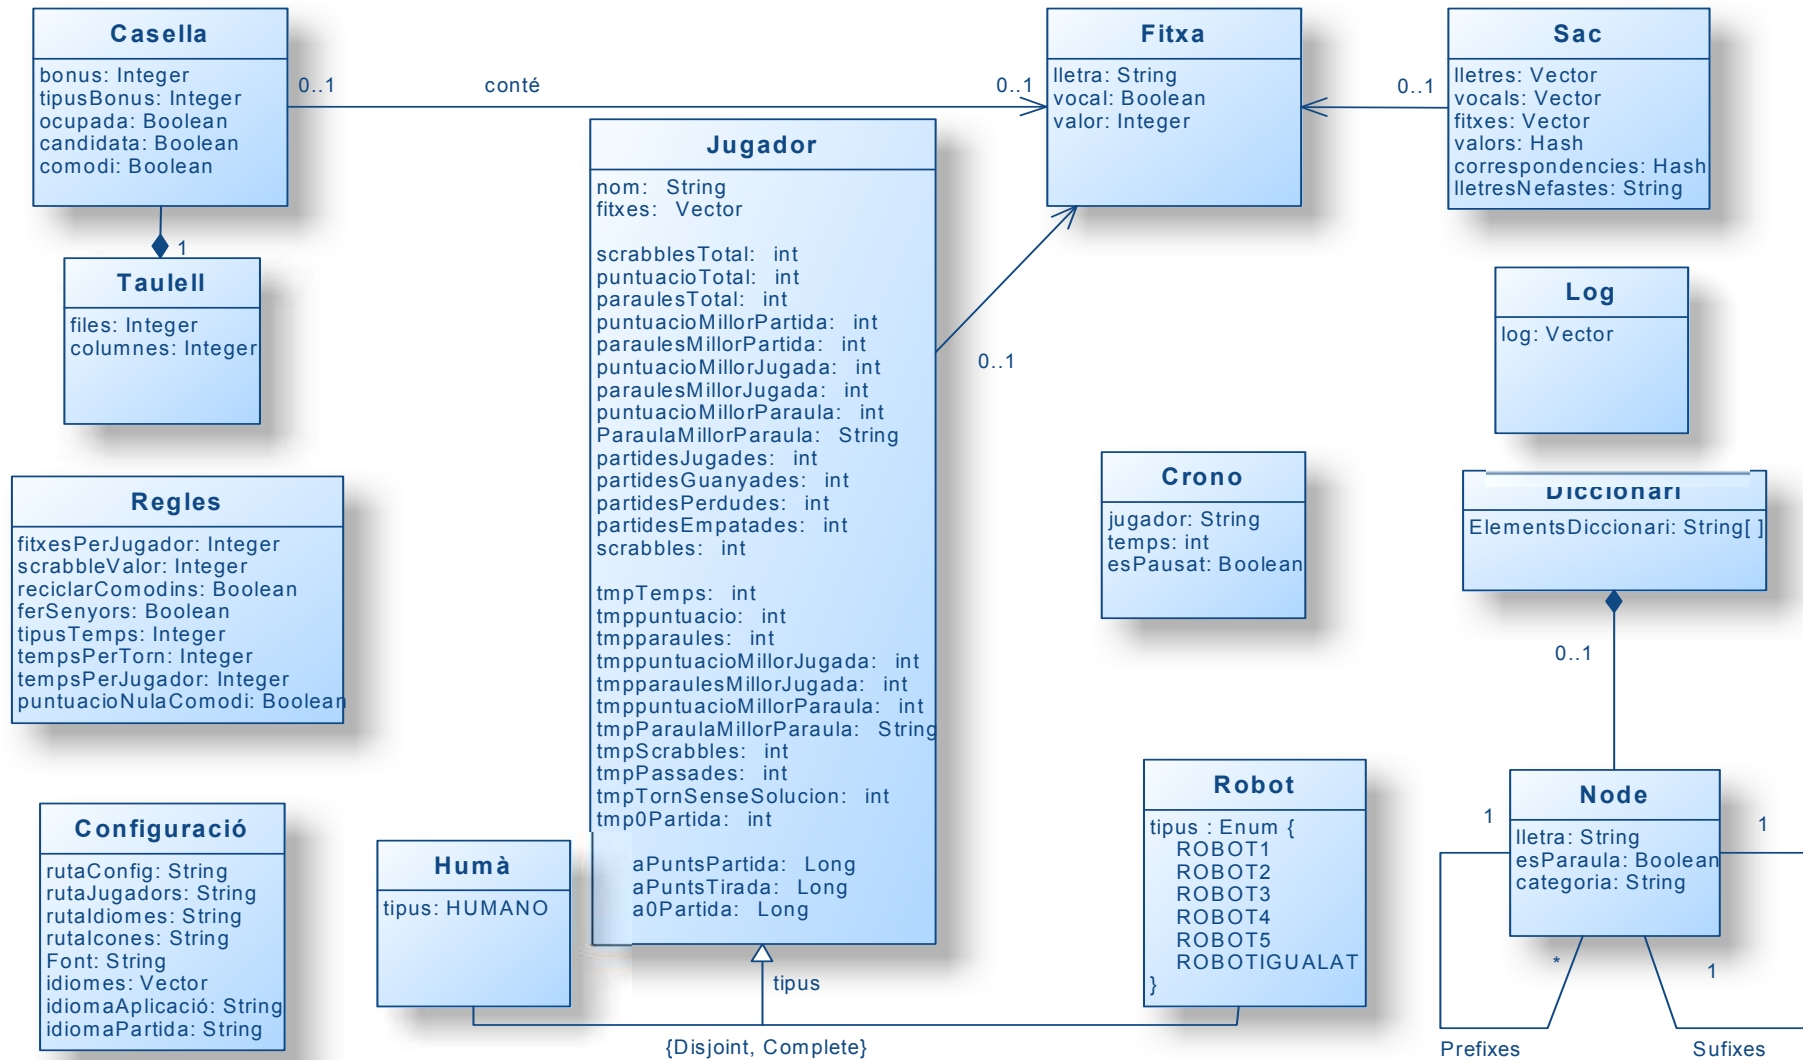 Casella
bonus: Integer
tipusBonus: Integer
ocupada: Boolean
candidata: Boolean
comodi: Boolean
0..1
conté
0..1
Fitxa
lletra: String
vocal: Boolean
valor: Integer
0..1
Sac
lletres: Vector
vocals: Vector
fitxes: Vector
valors: Hash
correspondencies: Hash
lletresNefastes: String
1
Taulell
files: Integer
columnes: Integer
Jugador
nom: String
fitxes: Vector
scrabblesTotal: int
puntuacioTotal: int
paraulesTotal: int
puntuacioMillorPartida: int
paraulesMillorPartida: int
puntuacioMillorJugada: int
paraulesMillorJugada: int
puntuacioMillorParaula: int
ParaulaMillorParaula: String
partidesJugades: int
partidesGuanyades: int
partidesPerdudes: int
partidesEmpatades: int
scrabbles: int
tmpTemps: int
tmppuntuacio: int
tmpparaules: int
tmppuntuacioMillorJugada: int
tmpparaulesMillorJugada: int
tmppuntuacioMillorParaula: int
tmpParaulaMillorParaula: String
tmpScrabbles: int
tmpPassades: int
tmpTornSenseSolucion: int
tmp0Partida: int
aPuntsPartida: Long
aPuntsTirada: Long
a0Partida: Long
0..1
Log
log: Vector
Regles
fitxesPerJugador: Integer
scrabbleValor: Integer
reciclarComodins: Boolean
ferSenyors: Boolean
tipusTemps: Integer
tempsPerTorn: Integer
tempsPerJugador: Integer
puntuacioNulaComodi: Boolean
Crono
jugador: String
temps: int
esPausat: Boolean
Diccionari
ElementsDiccionari: String[ ]
0..1
Configuració
rutaConfig: String
rutaJugadors: String
rutaIdiomes: String
rutaIcones: String
Font: String
idiomes: Vector
idiomaAplicació: String
idiomaPartida: String
Humà
tipus: HUMANO
tipus
{Disjoint, Complete}
Robot
tipus : Enum {
ROBOT1
ROBOT2
ROBOT3
ROBOT4
ROBOT5
ROBOTIGUALAT
}
Node
lletra: String
esParaula: Boolean
categoria: String
1
1
*
1
Prefixes
Sufixes